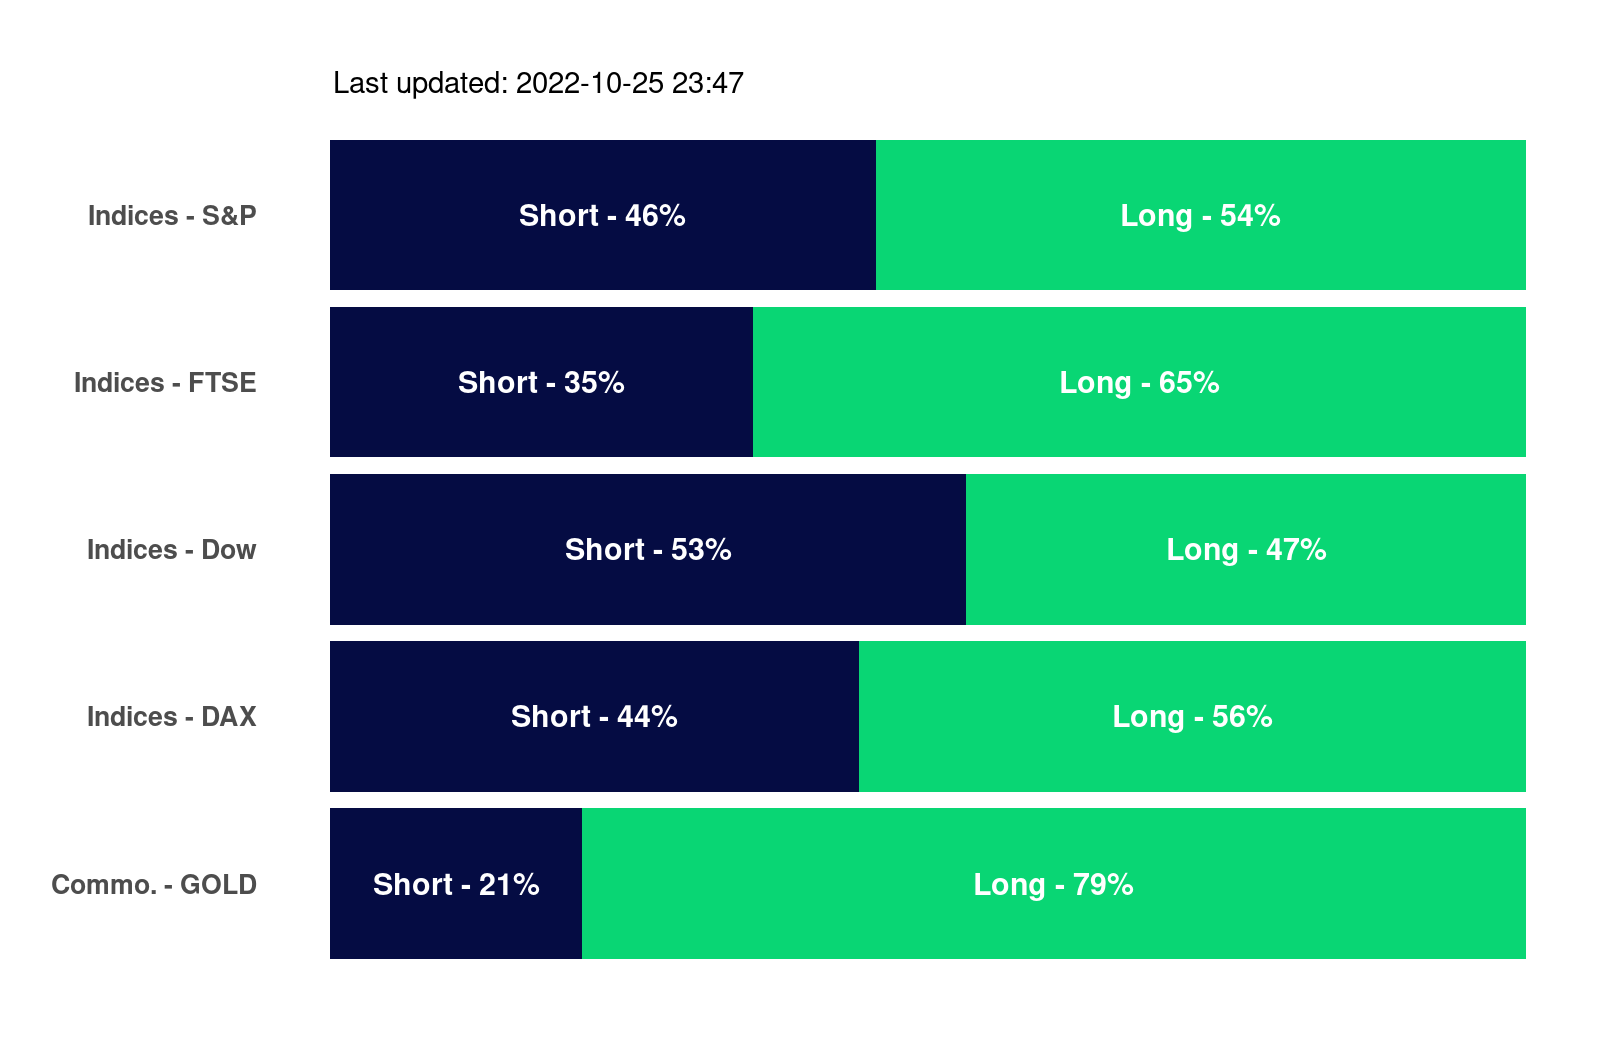 Last updated: 2022-10-25 23:47
Indices - S&P Short - 46% Long - 54%
Indices - FTSE Short - 35% Long - 65%
Indices - Dow Short - 53% Long - 47%
Indices - DAX Short - 44% Long - 56%
Commo. - GOLD Short - 21% Long - 79%